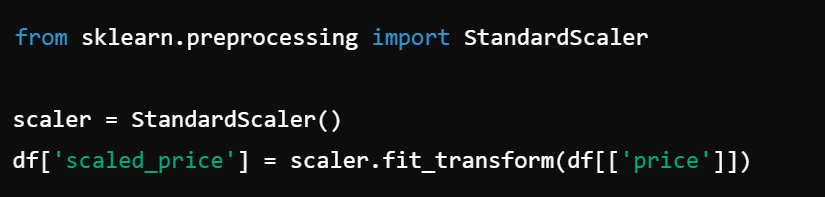 from sklearn.preprocessing import StandardScaler
scaler = StandardScaler()
df['scaled_price'] = scaler.fit_transform(df[['price']])